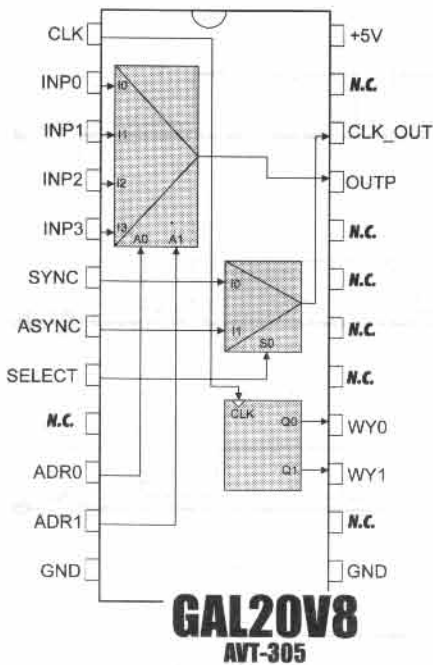 CLK
+5V
INP0
I0
N.C.
INP1
I1
CLK_OUT
INP2
I2
OUTP
INP3
I3
A0
A1
N.C.
SYNC
I0
N.C.
ASYNC
I1
N.C.
SELECT
S0
N.C.
N.C.
CLK
Q0
WY0
ADR0
Q1
WY1
ADR1
N.C.
GND
GND
GAL20V8
AVT-305